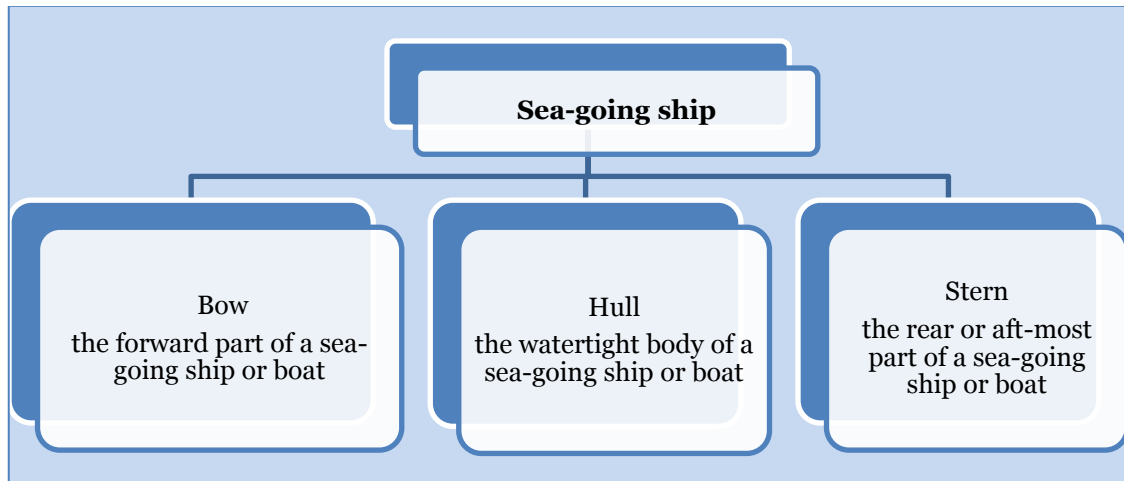 Sea-going ship
Bow
the forward part of a sea-
going ship or boat
Hull
the watertight body of a
sea-going ship or boat
Stern
the rear or aft-most
part of a sea-going
ship or boat